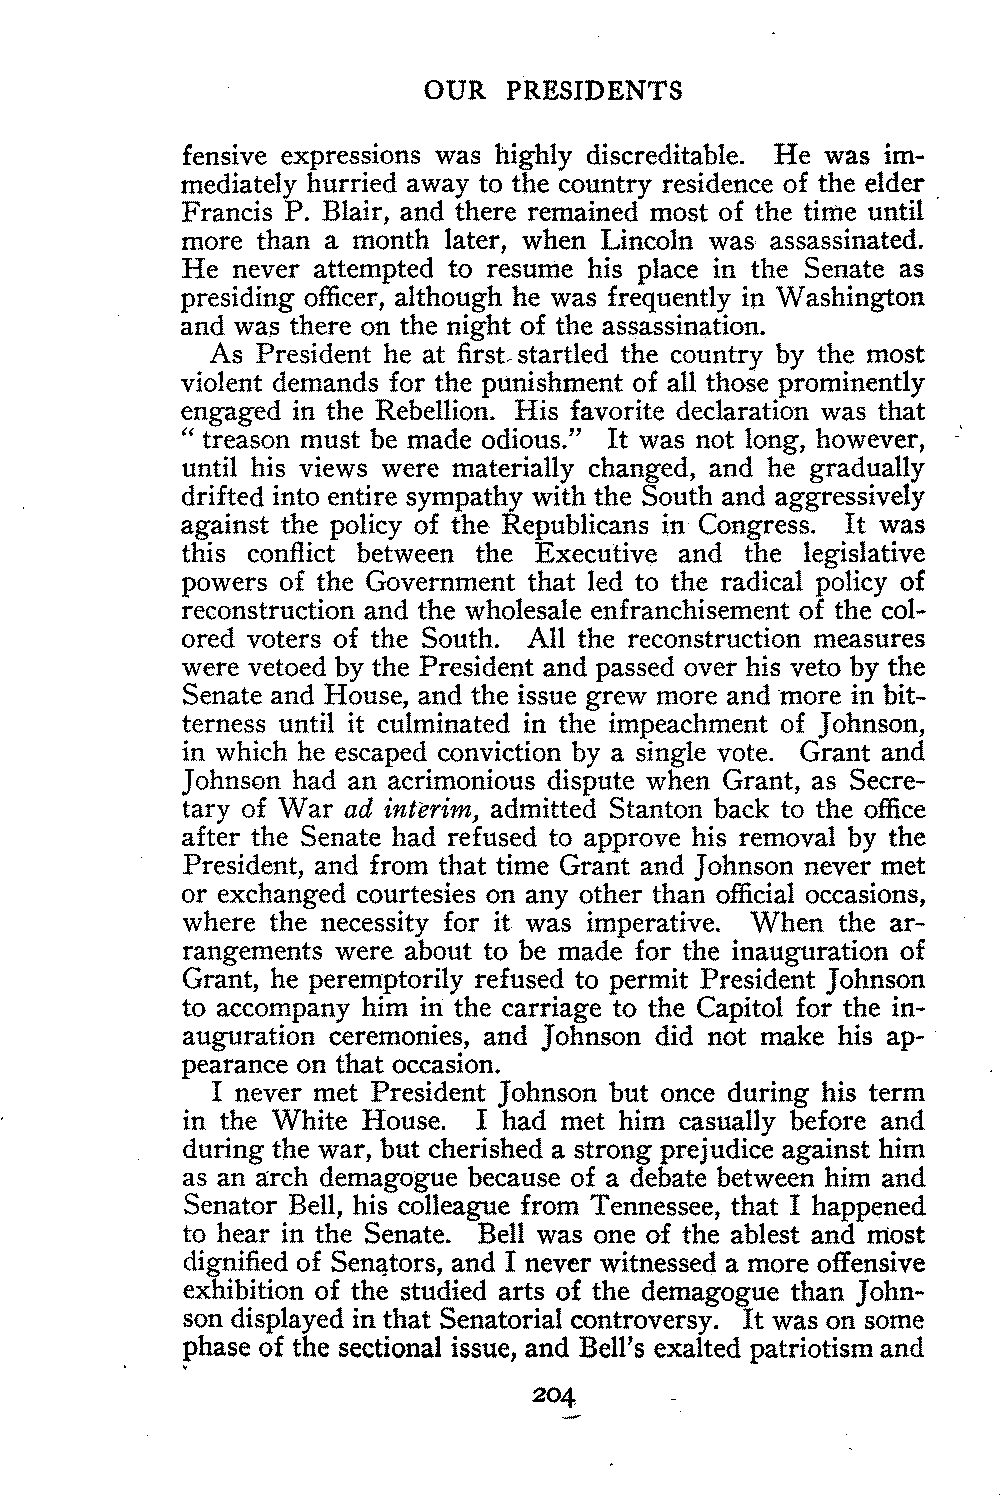 OUR PRESIDENTS
fensive expressions was highly discreditable. He was im-
mediately hurried away to the country residence of the elder
Francis P. Blair, and there remained most of the time until
more than a month later, when Lincoln was assassinated.
He never attempted to resume his place in the Senate as
presiding officer, although he was frequently in Washington
and was there on the night of the assassination.
As President he at first startled the country by the most
violent demands for the punishment of all those prominently
engaged in the Rebellion. His favorite declaration was that
“ treason must be made odious.” It was not long, however,
until his views were materially changed, and he gradually
drifted into entire sympathy with the South and aggressively
against the policy of the Republicans in Congress. It was
this conflict between the Executive and the legislative
powers of the Government that led to the radical policy of
reconstruction and the wholesale enfranchisement of the col-
ored voters of the South. All the reconstruction measures
were vetoed by the President and passed over his veto by the
Senate and House, and the issue grew more and more in bit-
terness until it culminated in the impeachment of Johnson,
in which he escaped conviction by a single vote. Grant and
Johnson had an acrimonious dispute when Grant, as Secre-
tary of War ad interim, admitted Stanton back to the office
after the Senate had refused to approve his removal by the
President, and from that time Grant and Johnson never met
or exchanged courtesies on any other than official occasions,
where the necessity for it was imperative. When the ar-
rangements were about to be made for the inauguration of
Grant, he peremptorily refused to permit President Johnson
to accompany him in the carriage to the Capitol for the in-
auguration ceremonies, and Johnson did not make his ap-
pearance on that occasion.
I never met President Johnson but once during his term
in the White House. I had met him casually before and
during the war, but cherished a strong prejudice against him
as an arch demagogue because of a debate between him and
Senator Bell, his colleague from Tennessee, that I happened
to hear in the Senate. Bell was one of the ablest and most
dignified of Senators, and I never witnessed a more offensive
exhibition of the studied arts of the demagogue than John-
son displayed in that Senatorial controversy. It was on some
phase of the sectional issue, and Bell's exalted patriotism and
204